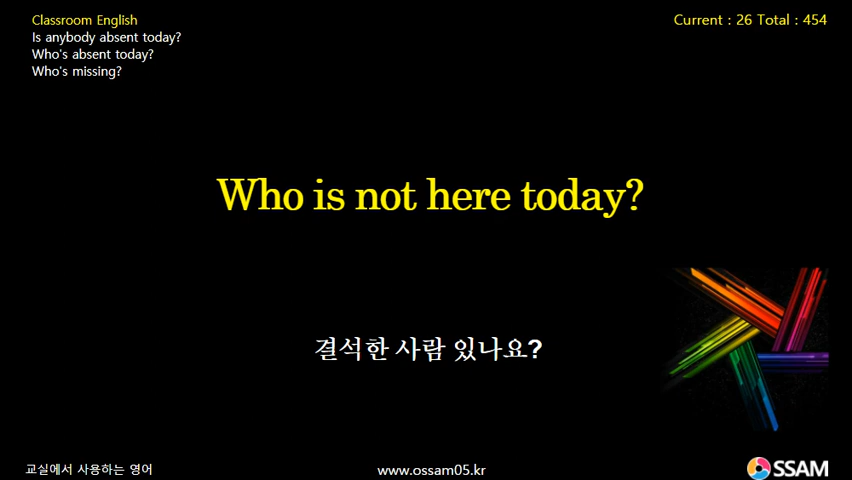 Classroom English
Is anybody absent today?
Who's absent today?
Who's missing?
Current : 26 Total : 454
Who is not here today?
결석한 사람 있나요?
교실에서 사용하는 영어
www.ossam05.kr
OSSAM